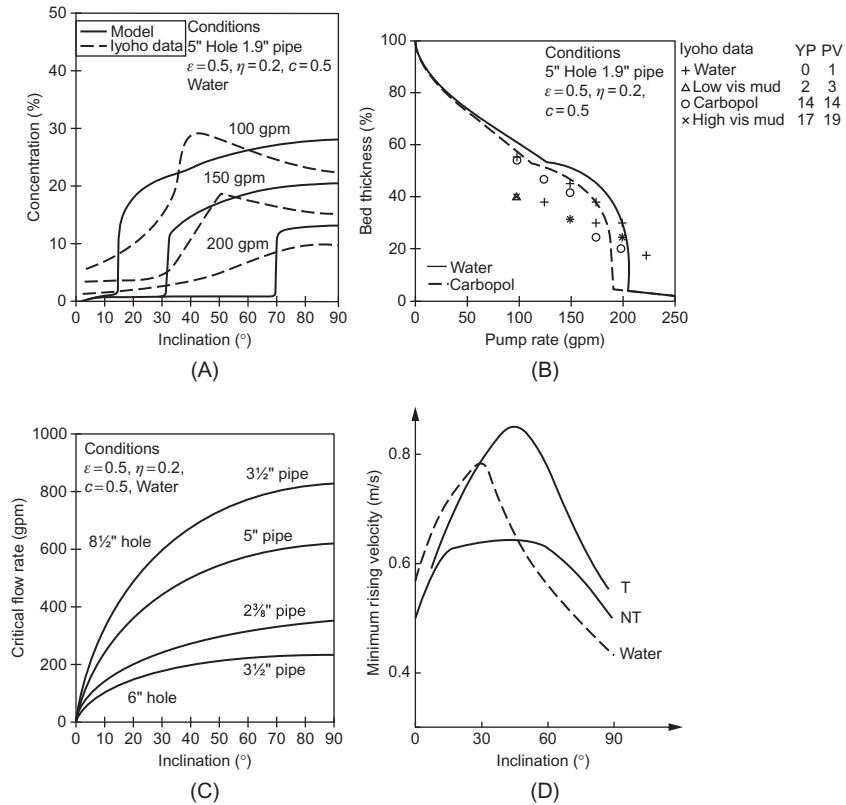 50
40
30
20
10
0
Concentration (%)
Model
Iyoho data
Conditions
5" Hole 1.9" pipe
ε=0.5, η=0.2, c=0.5
Water
100 gpm
150 gpm
200 gpm
0 10 20 30 40 50 60 70 80 90
Inclination (°)
(A)
100
80
60
40
20
0
Bed thickness (%)
Conditions
5" Hole 1.9" pipe
ε=0.5, η=0.2,
c=0.5
Water
Carbopol
0 50 100 150 200 250
Pump rate (gpm)
(B)
Iyoho data YP PV
+ Water 0 1
△ Low vis mud 2 3
○ Carbopol 14 14
× High vis mud 17 19
1000
800
600
400
200
0
Critical flow rate (gpm)
Conditions
ε=0.5, η=0.2,
c=0.5, Water
3½" pipe
8½" hole
5" pipe
2⅜" pipe
3½" pipe
6" hole
0 10 20 30 40 50 60 70 80 90
Inclination (°)
(C)
0.8
0.6
0.4
Minimum rising velocity (m/s)
T
NT
Water
0 30 60 90
Inclination (°)
(D)